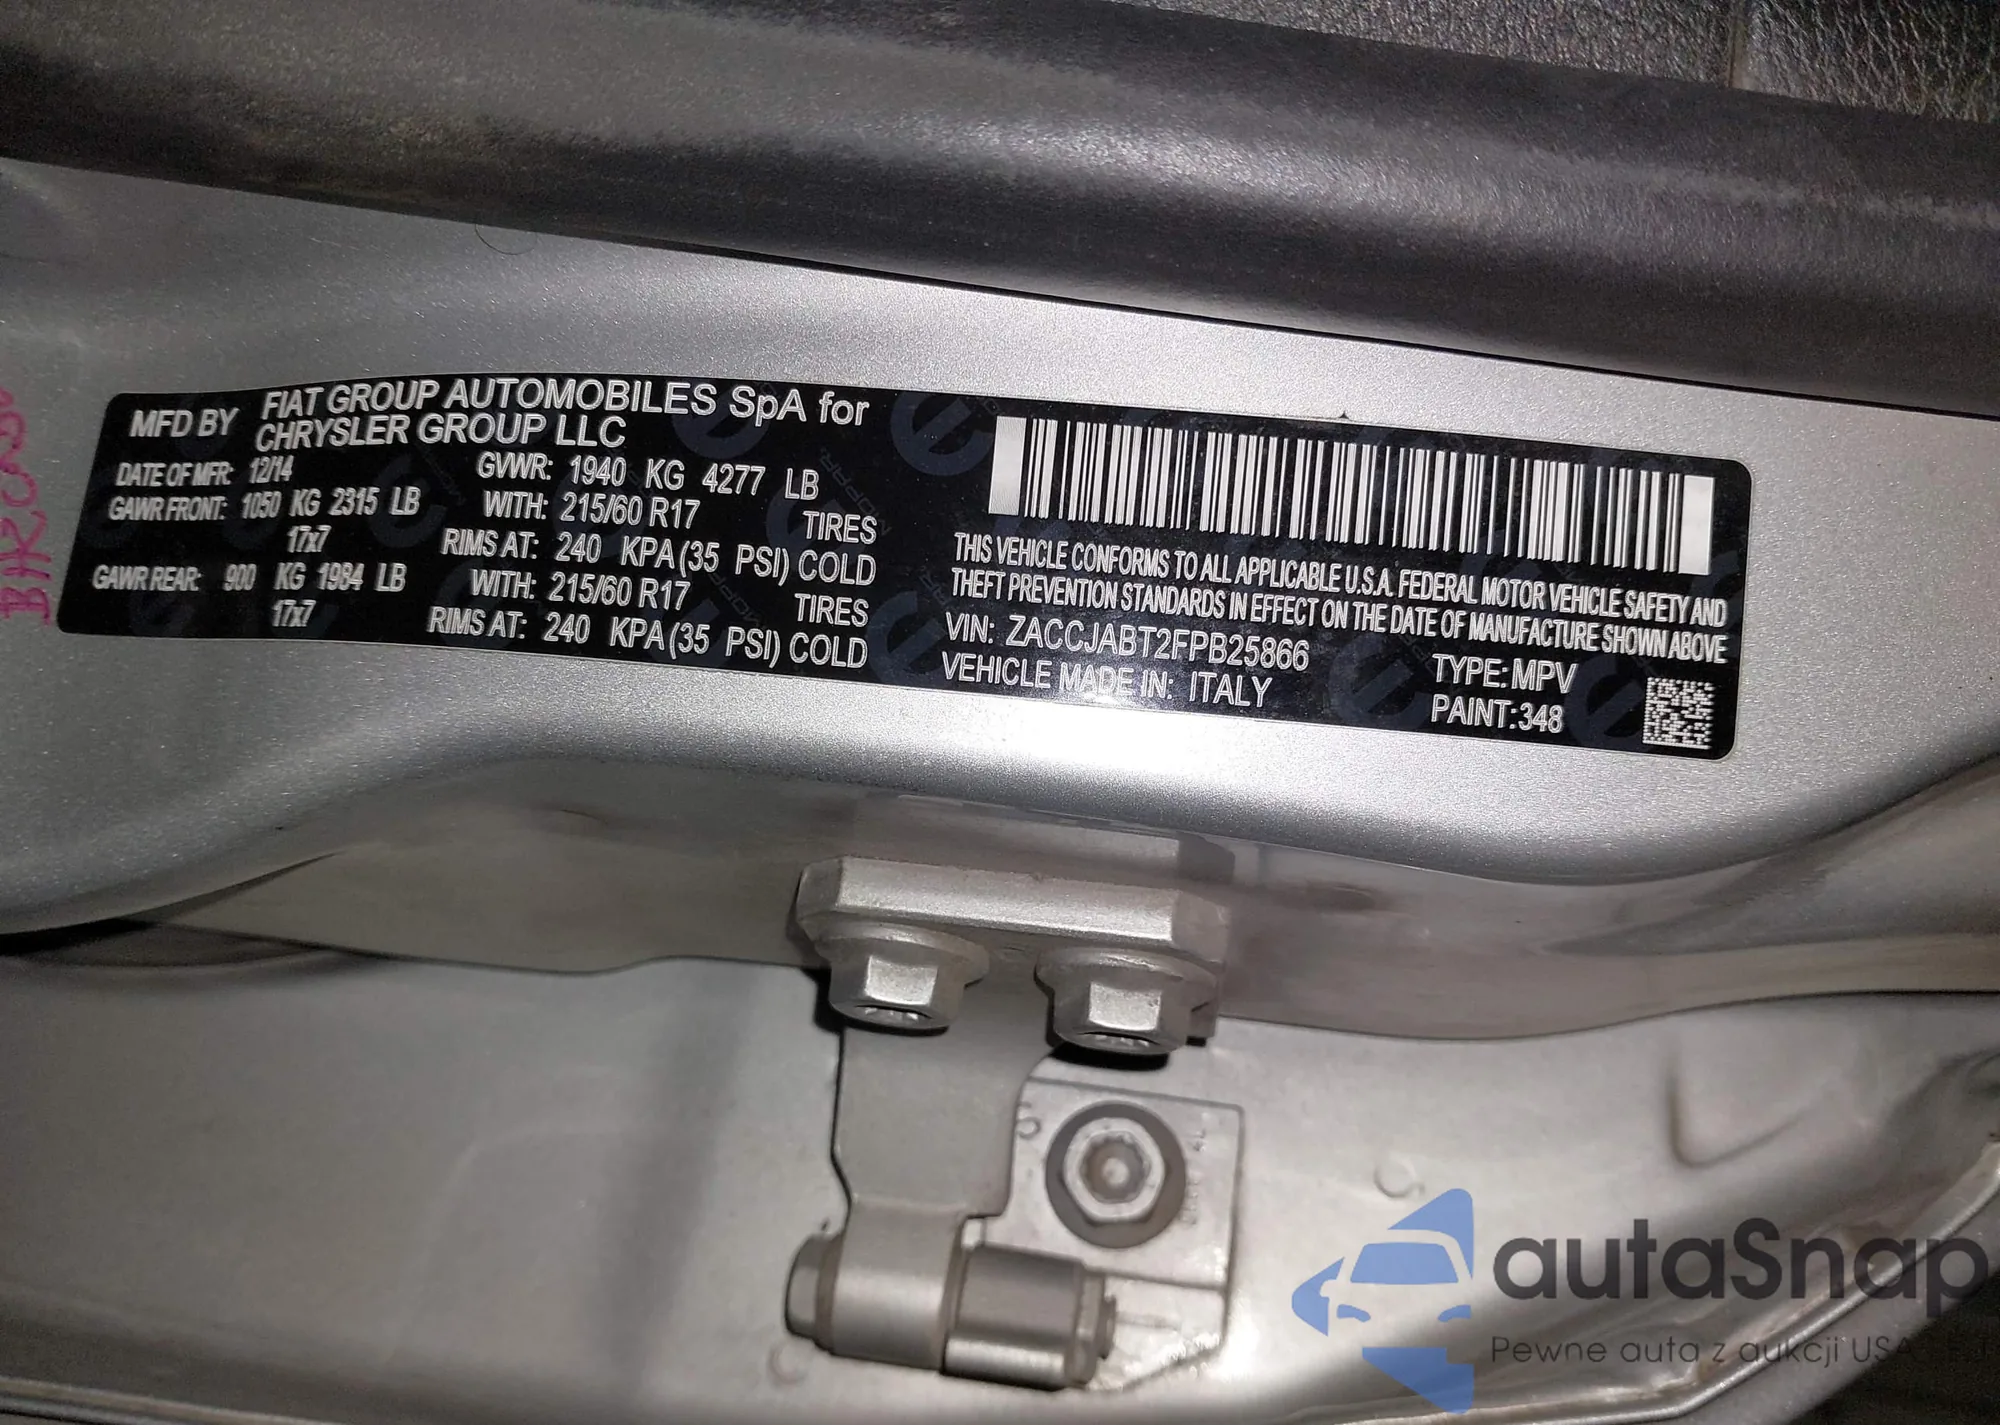 MFD BY FIAT GROUP AUTOMOBILES SpA for
CHRYSLER GROUP LLC
DATE OF MFR: 12/14 GVWR: 1940 KG 4277 LB
GAWR FRONT: 1050 KG 2315 LB WITH: 215/60 R17 TIRES
17x7 RIMS AT: 240 KPA (35 PSI) COLD
GAWR REAR: 900 KG 1984 LB WITH: 215/60 R17 TIRES
17x7 RIMS AT: 240 KPA (35 PSI) COLD
THIS VEHICLE CONFORMS TO ALL APPLICABLE U.S.A. FEDERAL MOTOR VEHICLE SAFETY AND
THEFT PREVENTION STANDARDS IN EFFECT ON THE DATE OF MANUFACTURE SHOWN ABOVE
VIN: ZACCJABT2FPB25866 TYPE: MPV
VEHICLE MADE IN: ITALY PAINT: 348
autaSnap
Pewne auta z aukcji USA